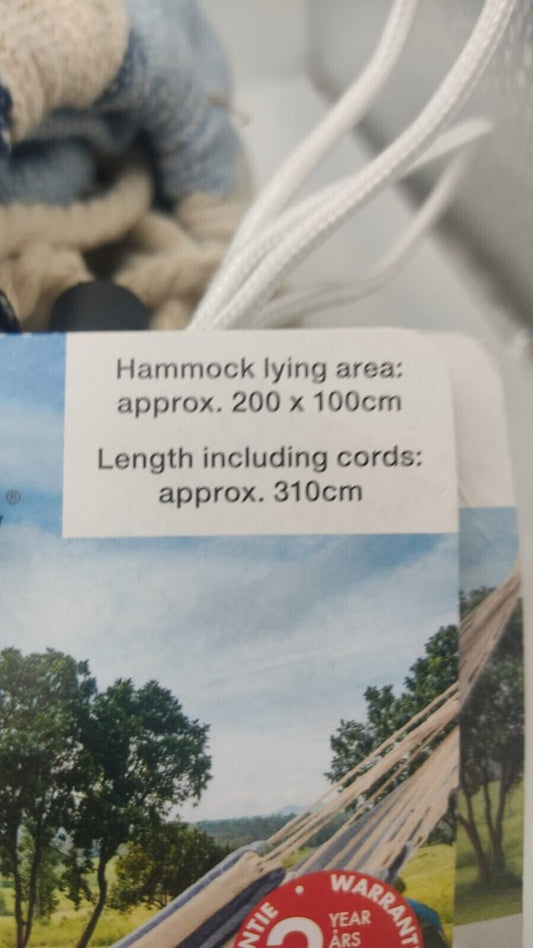 Hammock lying area:
approx. 200 x 100cm
Length including cords:
approx. 310cm
®
WARRANT
YEAR
ÅRS